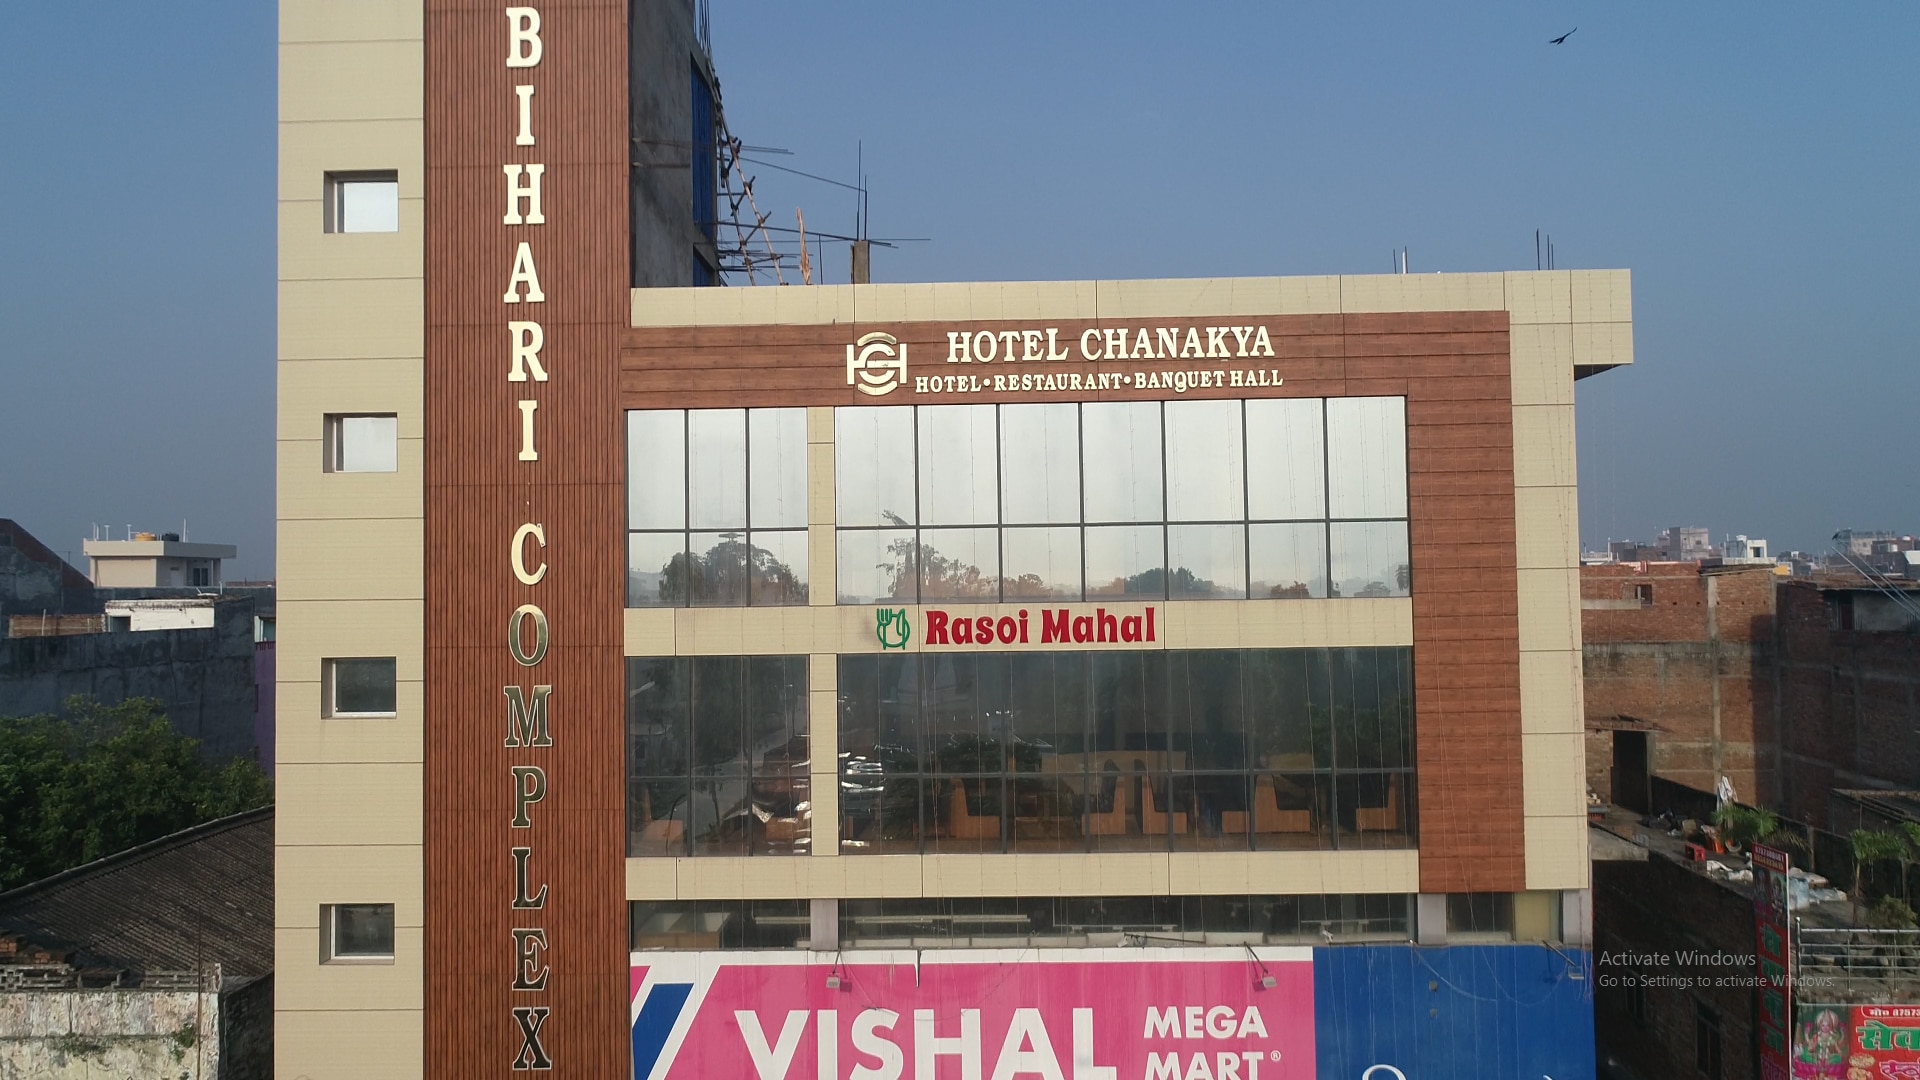 BIHARI COMPLEX
HOTEL CHANAKYA
HOTEL • RESTAURANT • BANQUET HALL
Rasoi Mahal
VISHAL
MEGA
MART®
Activate Windows
Go to Settings to activate Windows.